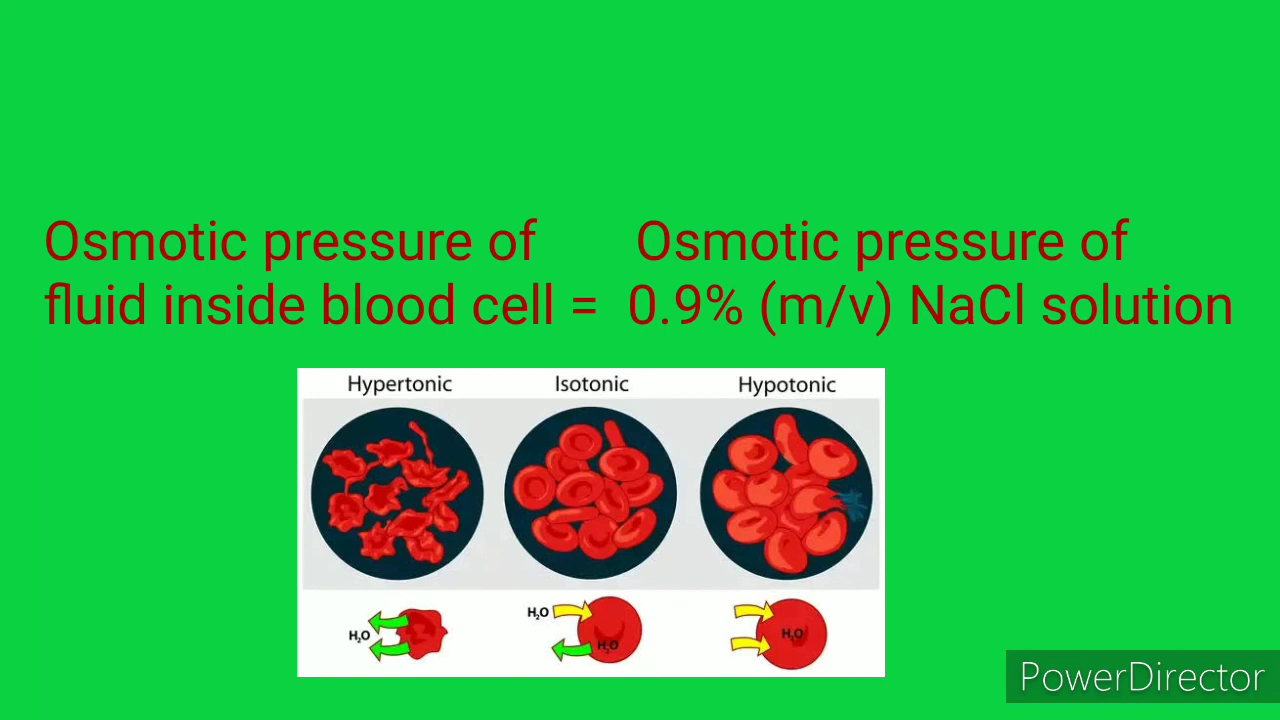 Osmotic pressure of Osmotic pressure of
fluid inside blood cell = 0.9% (m/v) NaCl solution
Hypertonic Isotonic Hypotonic
H₂O
H₂O
H₂O
H₂O
PowerDirector